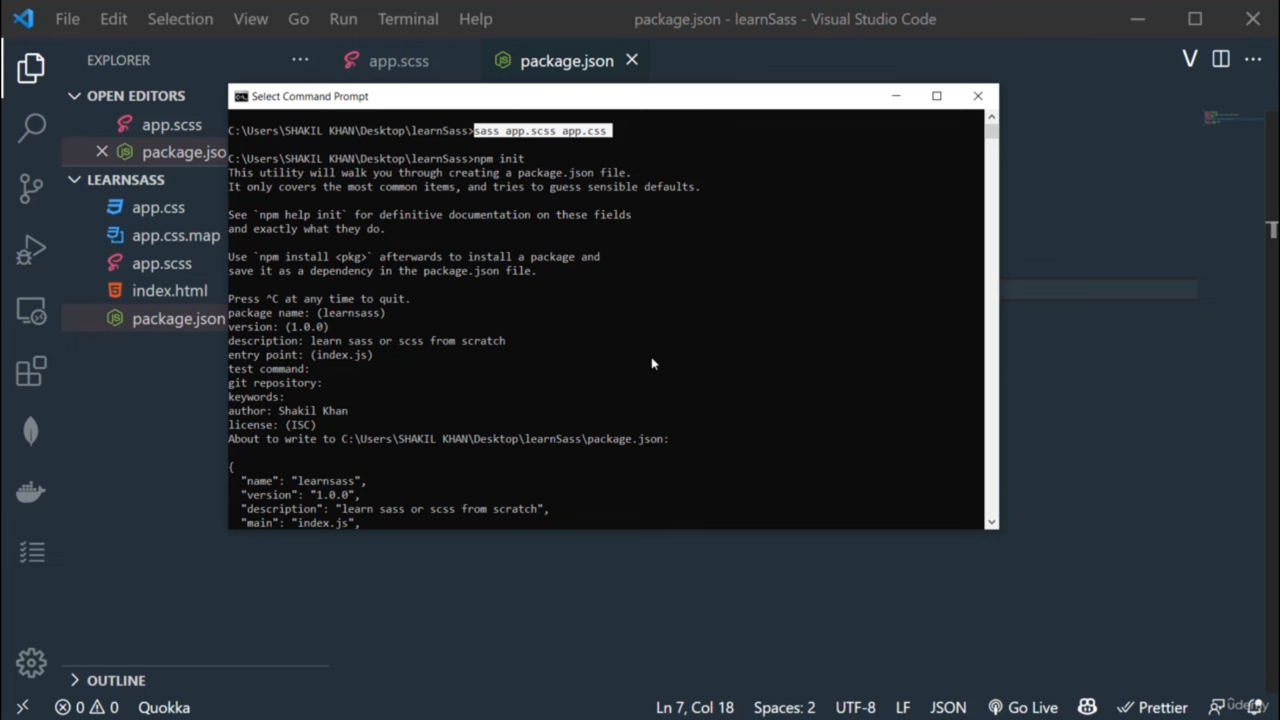 File Edit Selection View Go Run Terminal Help package.json - learnSass - Visual Studio Code
EXPLORER
app.scss
package.json
OPEN EDITORS
app.scss
package.jso
LEARNSASS
app.css
app.css.map
app.scss
index.html
package.json
Select Command Prompt
C:\Users\SHAKIL KHAN\Desktop\learnSass>sass app.scss app.css
C:\Users\SHAKIL KHAN\Desktop\learnSass>npm init
This utility will walk you through creating a package.json file.
It only covers the most common items, and tries to guess sensible defaults.
See `npm help init` for definitive documentation on these fields
and exactly what they do.
Use `npm install <pkg>` afterwards to install a package and
save it as a dependency in the package.json file.
Press ^C at any time to quit.
package name: (learnsass)
version: (1.0.0)
description: learn sass or scss from scratch
entry point: (index.js)
test command:
git repository:
keywords:
author: Shakil Khan
license: (ISC)
About to write to C:\Users\SHAKIL KHAN\Desktop\learnSass\package.json:
{
"name": "learnsass",
"version": "1.0.0",
"description": "learn sass or scss from scratch",
"main": "index.js",
OUTLINE
0 0 Quokka Ln 7, Col 18 Spaces: 2 UTF-8 LF JSON Go Live Prettier
udemy